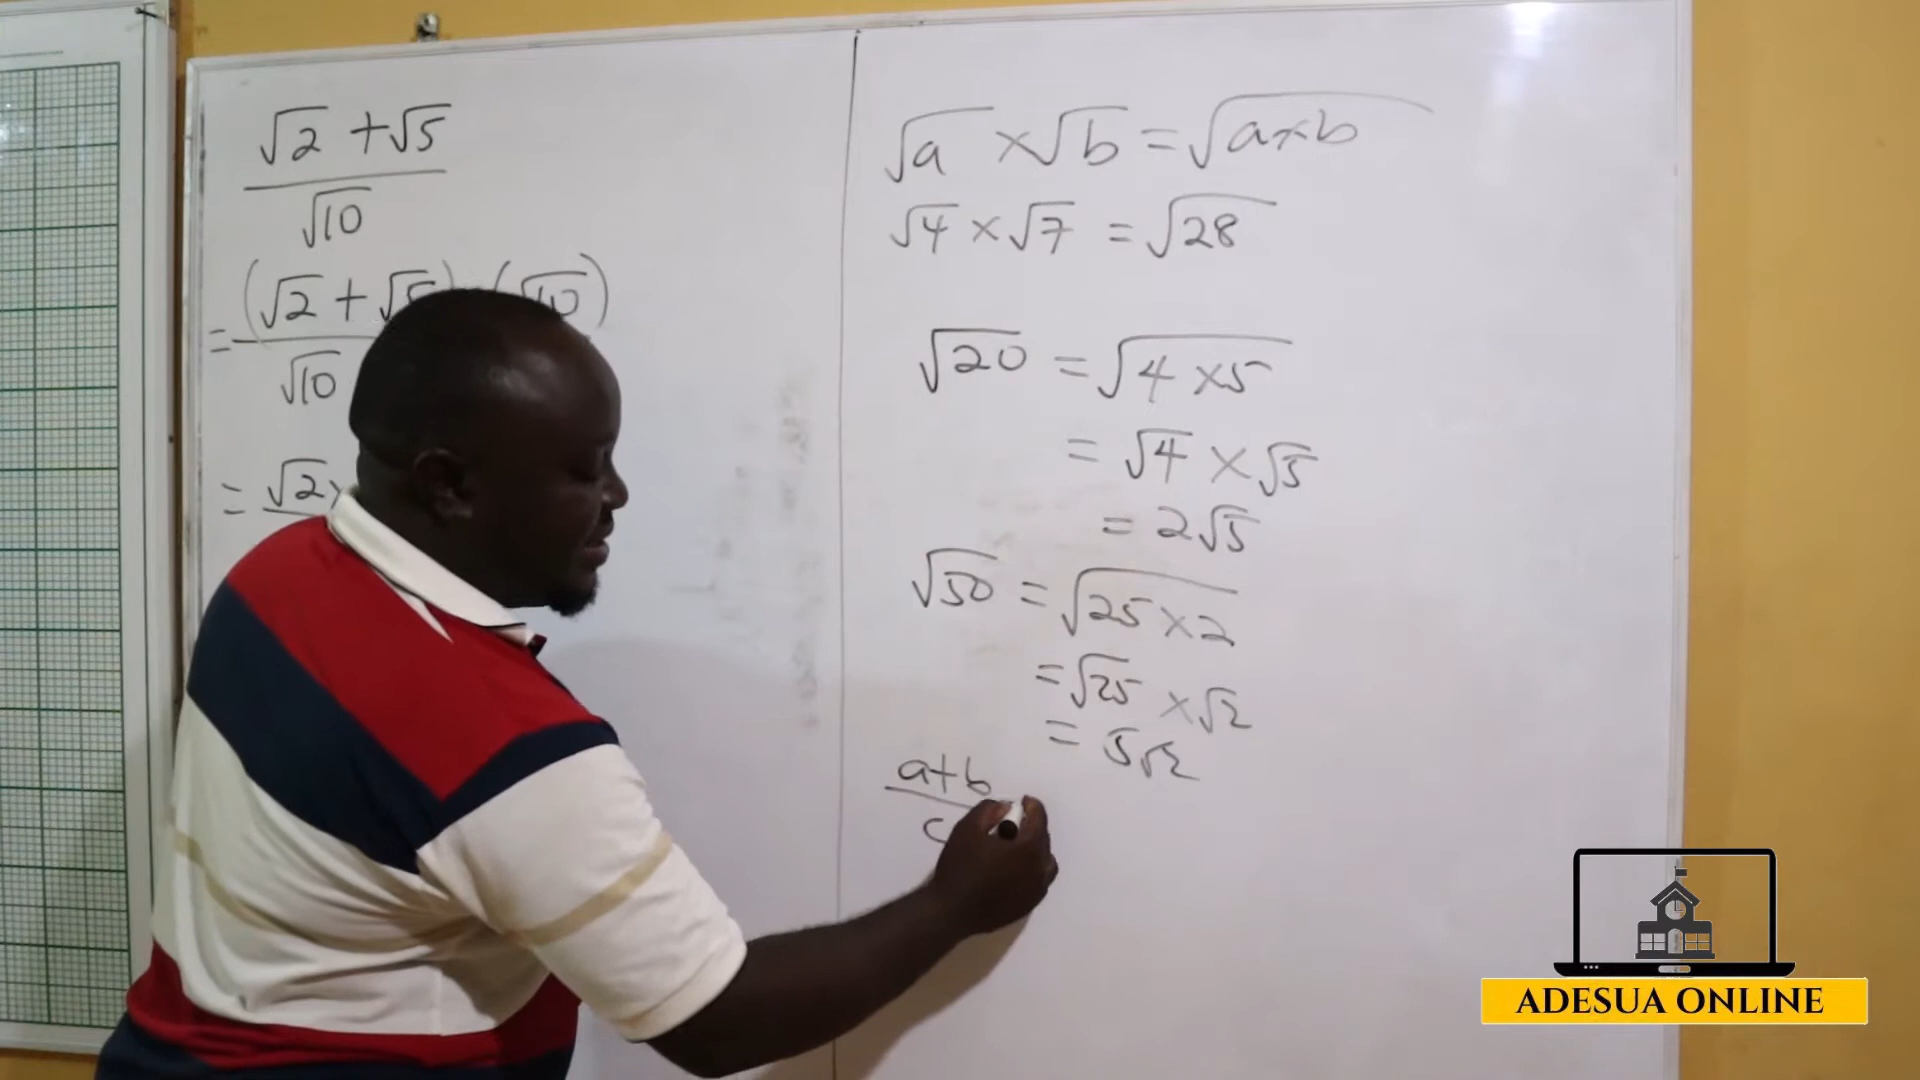 √2 + √5
√10
= (√2 + √5) (√10)
√10
= √2 ×
√a × √b = √a×b
√4 × √7 = √28
√20 = √4 × 5
= √4 × √5
= 2√5
√50 = √25 × 2
= √25 × √2
= 5√2
a+b
c
ADESUA ONLINE